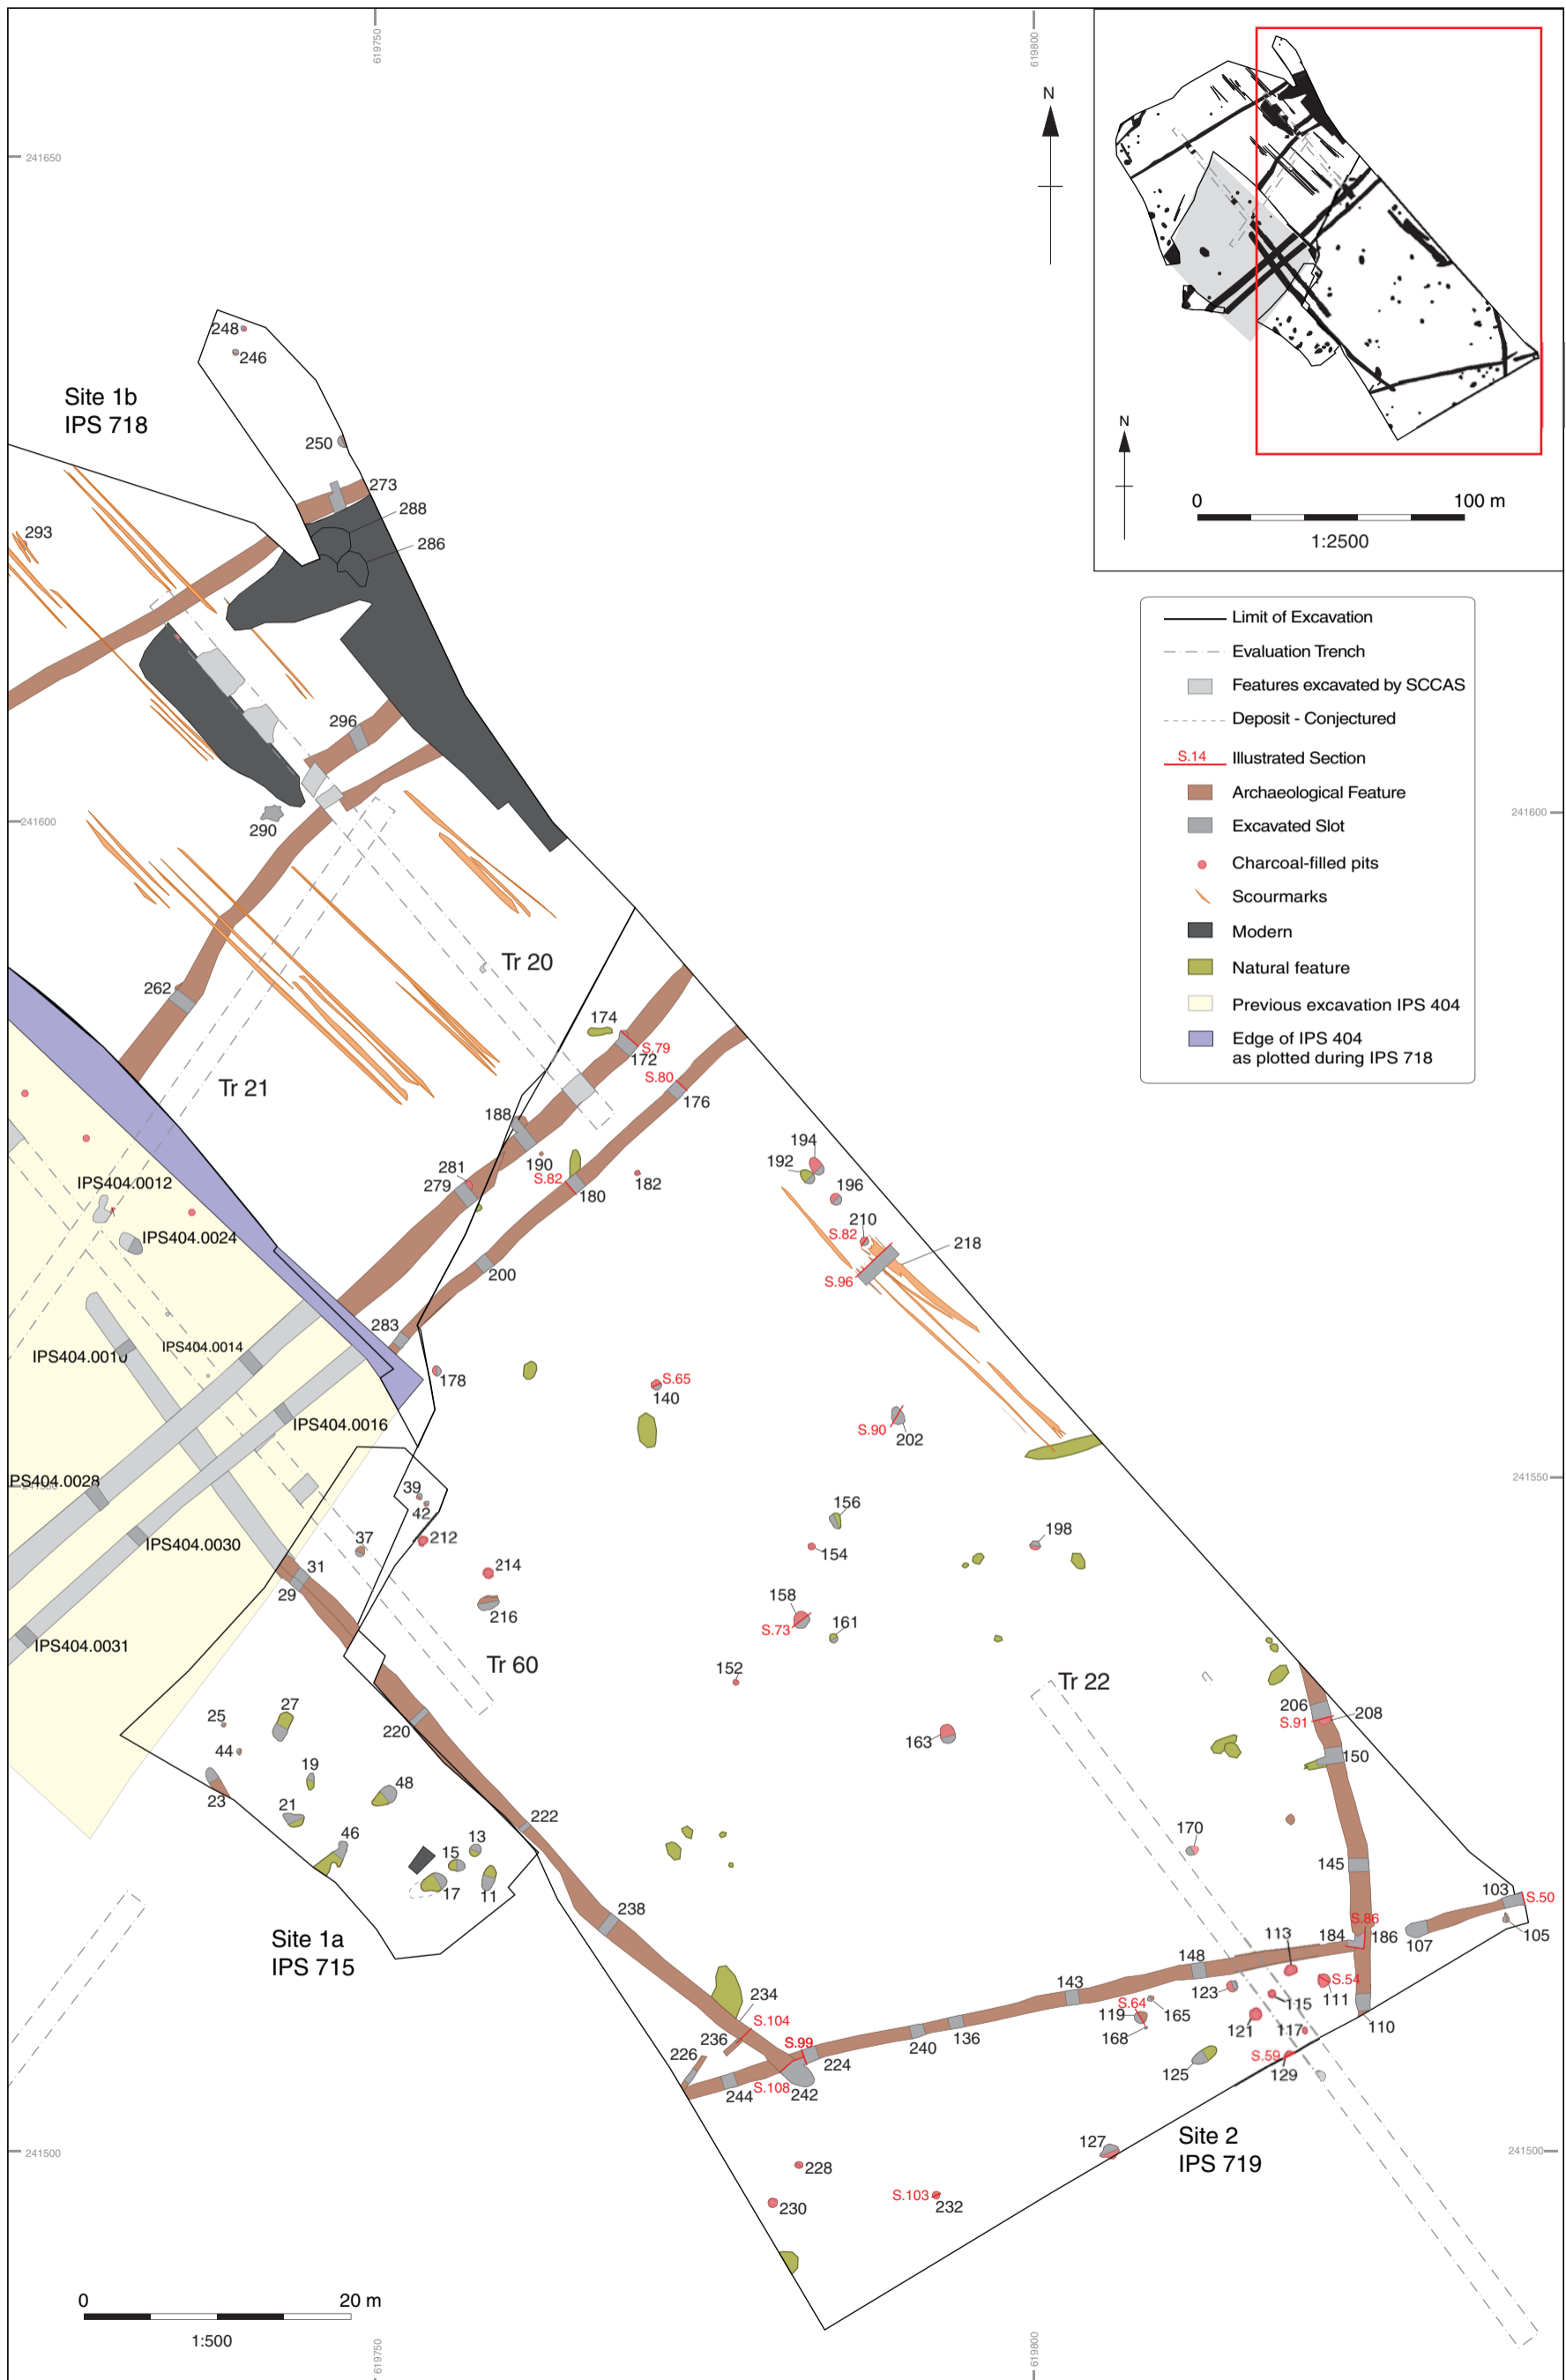 619750
619800
N
241650
N
0 100 m
1:2500
248
246
Site 1b
IPS 718
250
273
288
286
293
Limit of Excavation
Evaluation Trench
Features excavated by SCCAS
Deposit - Conjectured
S.14 Illustrated Section
Archaeological Feature
Excavated Slot
Charcoal-filled pits
Scourmarks
Modern
Natural feature
Previous excavation IPS 404
Edge of IPS 404
as plotted during IPS 718
296
290
241600
241600
Tr 20
262
174
S.79
172
S.80
176
Tr 21
188
190
S.82
180
182
281
279
194
192
196
210
S.82
218
S.96
IPS404.0012
IPS404.0024
200
283
IPS404.0010
IPS404.0014
178
S.65
140
IPS404.0016
S.90
202
PS404.0028
241550
39
42
212
37
IPS404.0030
156
154
198
31
29
214
216
158
S.73
161
IPS404.0031
Tr 60
152
Tr 22
25
27
220
163
206
S.91
208
44
150
19
23
48
21
222
46
13
15
17
11
170
145
238
103
S.50
105
Site 1a
IPS 715
S.86
113
184
186
107
148
234
S.104
236
143
123
S.54
111
S.64
119
165
168
115
121
117
110
226
S.99
224
240
136
125
S.59
129
244
S.108
242
127
Site 2
IPS 719
241500
241500
228
230
S.103
232
0 20 m
1:500
619750
619800